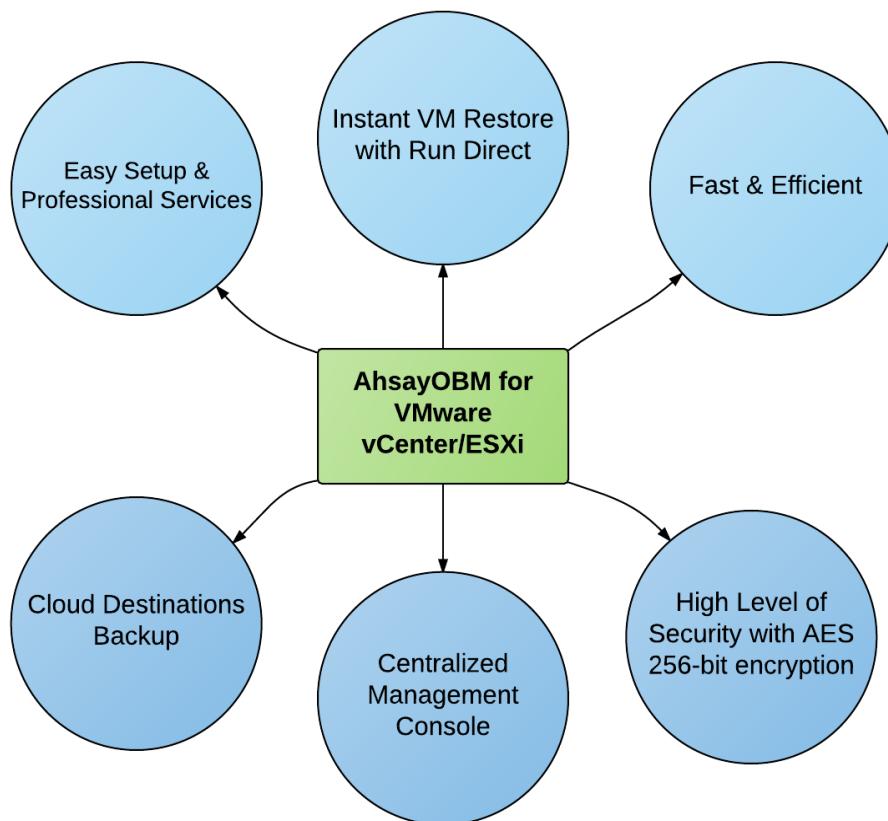 Instant VM Restore
with Run Direct
Easy Setup &
Professional Services
Fast & Efficient
AhsayOBM for
VMware
vCenter/ESXi
Cloud Destinations
Backup
Centralized
Management
Console
High Level of
Security with AES
256-bit encryption